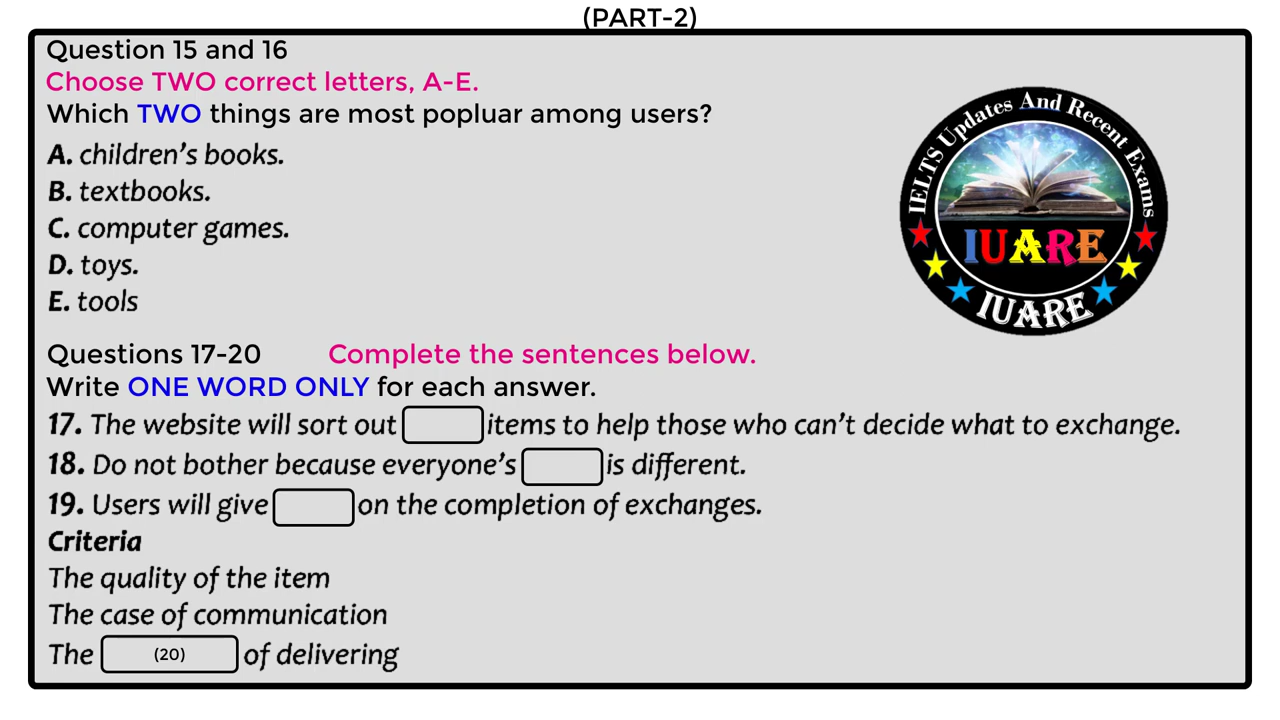 (PART-2)
Question 15 and 16
Choose TWO correct letters, A-E.
Which TWO things are most popluar among users?
A. children's books.
B. textbooks.
C. computer games.
D. toys.
E. tools
IELTS Updates And Recent Exams
IUARE
IUARE
Questions 17-20 Complete the sentences below.
Write ONE WORD ONLY for each answer.
17. The website will sort out items to help those who can't decide what to exchange.
18. Do not bother because everyone's is different.
19. Users will give on the completion of exchanges.
Criteria
The quality of the item
The case of communication
The (20) of delivering